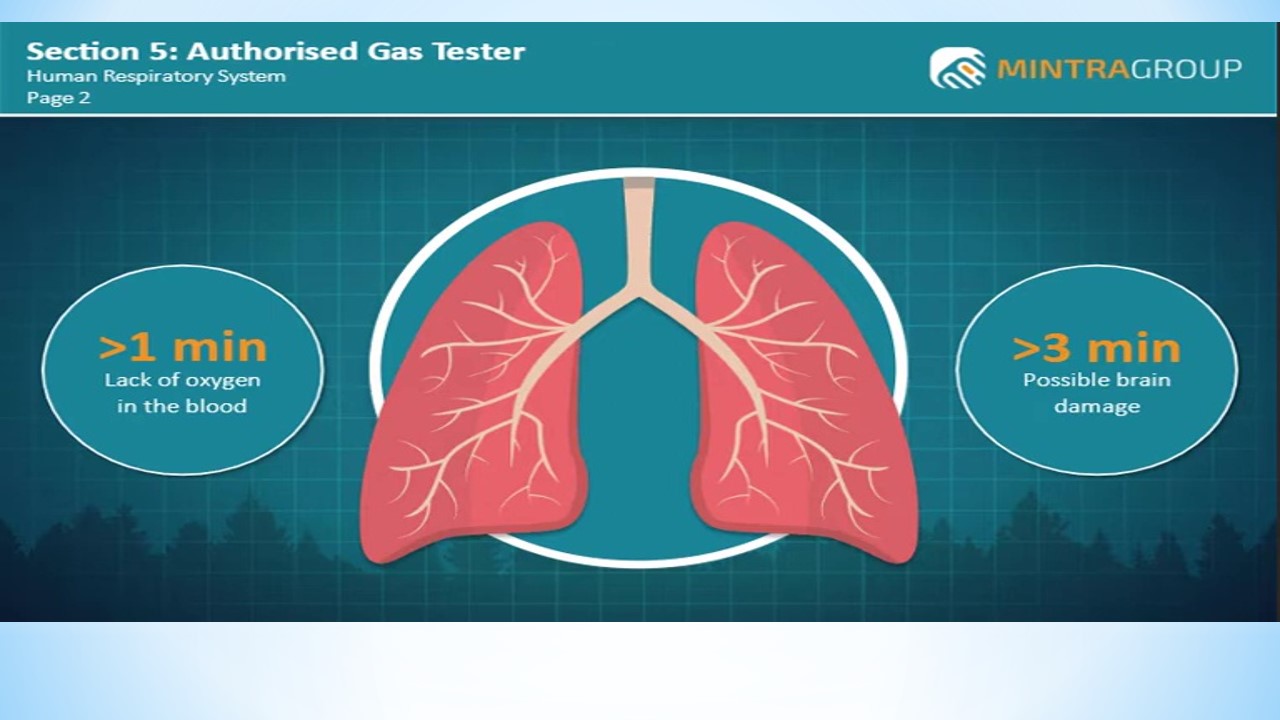 Section 5: Authorised Gas Tester
Human Respiratory System
Page 2
MINTRAGROUP
>1 min
Lack of oxygen
in the blood
>3 min
Possible brain
damage